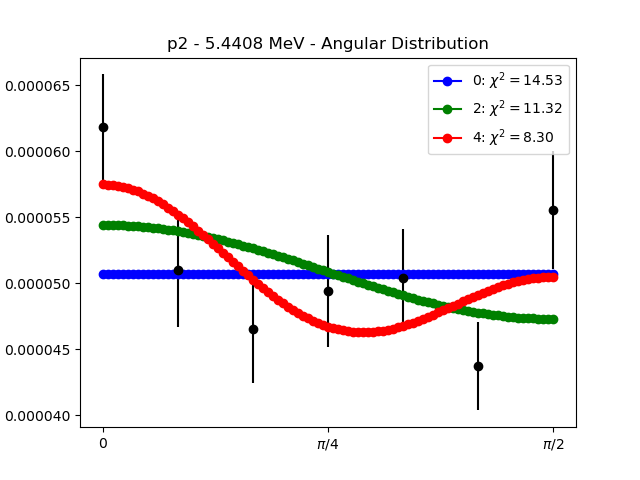 p2 - 5.4408 MeV - Angular Distribution
0.000065
0.000060
0.000055
0.000050
0.000045
0.000040
0: χ² = 14.53
2: χ² = 11.32
4: χ² = 8.30
0
π/4
π/2